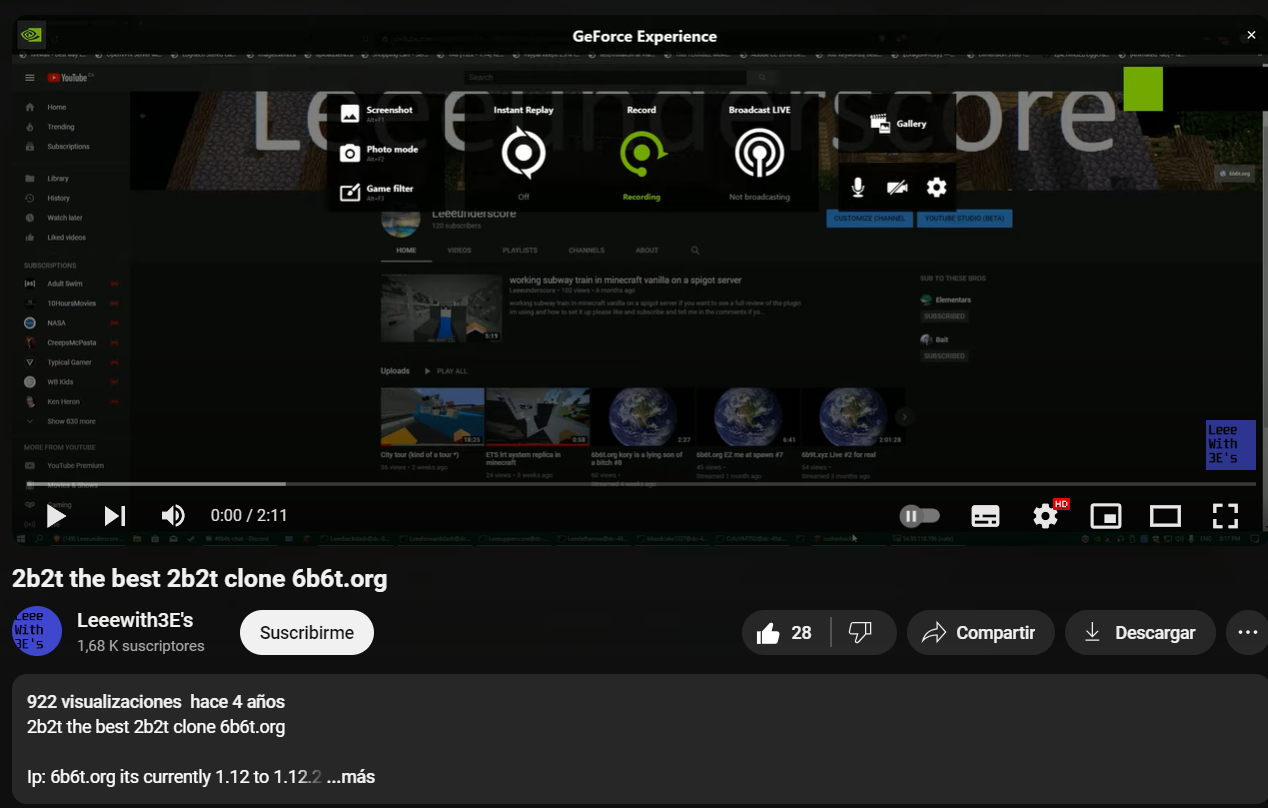 GeForce Experience
YouTube
Search
Leeeunderscore
Home
Trending
Subscriptions
Library
History
Watch later
Liked videos
SUBSCRIPTIONS
Adult Swim
10HoursMovies
NASA
CreepsMcPasta
Typical Gamer
WB Kids
Ken Heron
Show 830 more
MORE FROM YOUTUBE
YouTube Premium
Movies & Shows
Gaming
Screenshot
Alt+F1
Photo mode
Alt+F2
Game filter
Alt+F3
Instant Replay
Off
Record
Recording
Broadcast LIVE
Not broadcasting
Gallery
6b6t.org
Leeeunderscore
120 subscribers
CUSTOMIZE CHANNEL
YOUTUBE STUDIO (BETA)
HOME
VIDEOS
PLAYLISTS
CHANNELS
ABOUT
working subway train in minecraft vanilla on a spigot server
Leeeunderscore • 102 views • 6 months ago
working subway train in minecraft vanilla on a spigot server if you want to see a full review of the plugin
im using and how to set it up please like and subscribe and tell me in the comments if yo...
5:19
SUB TO THESE BROS
Elementars
SUBSCRIBED
Bait
SUBSCRIBED
Uploads
PLAY ALL
18:25
City tour (kind of a tour *)
26 views • 2 weeks ago
0:58
ETS lrt system replica in
minecraft
24 views • 2 weeks ago
2:27
6b6t.org kory is a lying son of
a bitch #8
60 views •
Streamed 4 weeks ago
6:41
6b6t.org EZ me at spawn #7
45 views •
Streamed 1 month ago
2:01:28
6b9t.xyz Live #2 for real
54 views •
Streamed 3 months ago
Leee
With
3E's
0:00 / 2:11
HD
2b2t the best 2b2t clone 6b6t.org
Leee
With
3E's
Leeewith3E's
1,68 K suscriptores
Suscribirme
28
Compartir
Descargar
922 visualizaciones hace 4 años
2b2t the best 2b2t clone 6b6t.org
Ip: 6b6t.org its currently 1.12 to 1.12.2 ...más